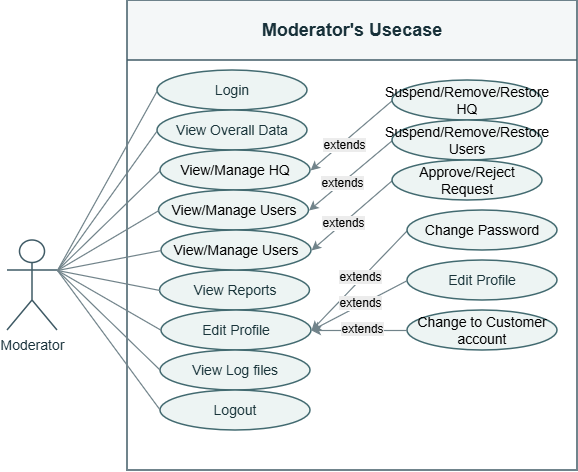 Moderator's Usecase
Login
View Overall Data
View/Manage HQ
View/Manage Users
View/Manage Users
View Reports
Edit Profile
View Log files
Logout
Moderator
extends
extends
extends
extends
extends
extends
Suspend/Remove/Restore
HQ
Suspend/Remove/Restore
Users
Approve/Reject
Request
Change Password
Edit Profile
Change to Customer
account